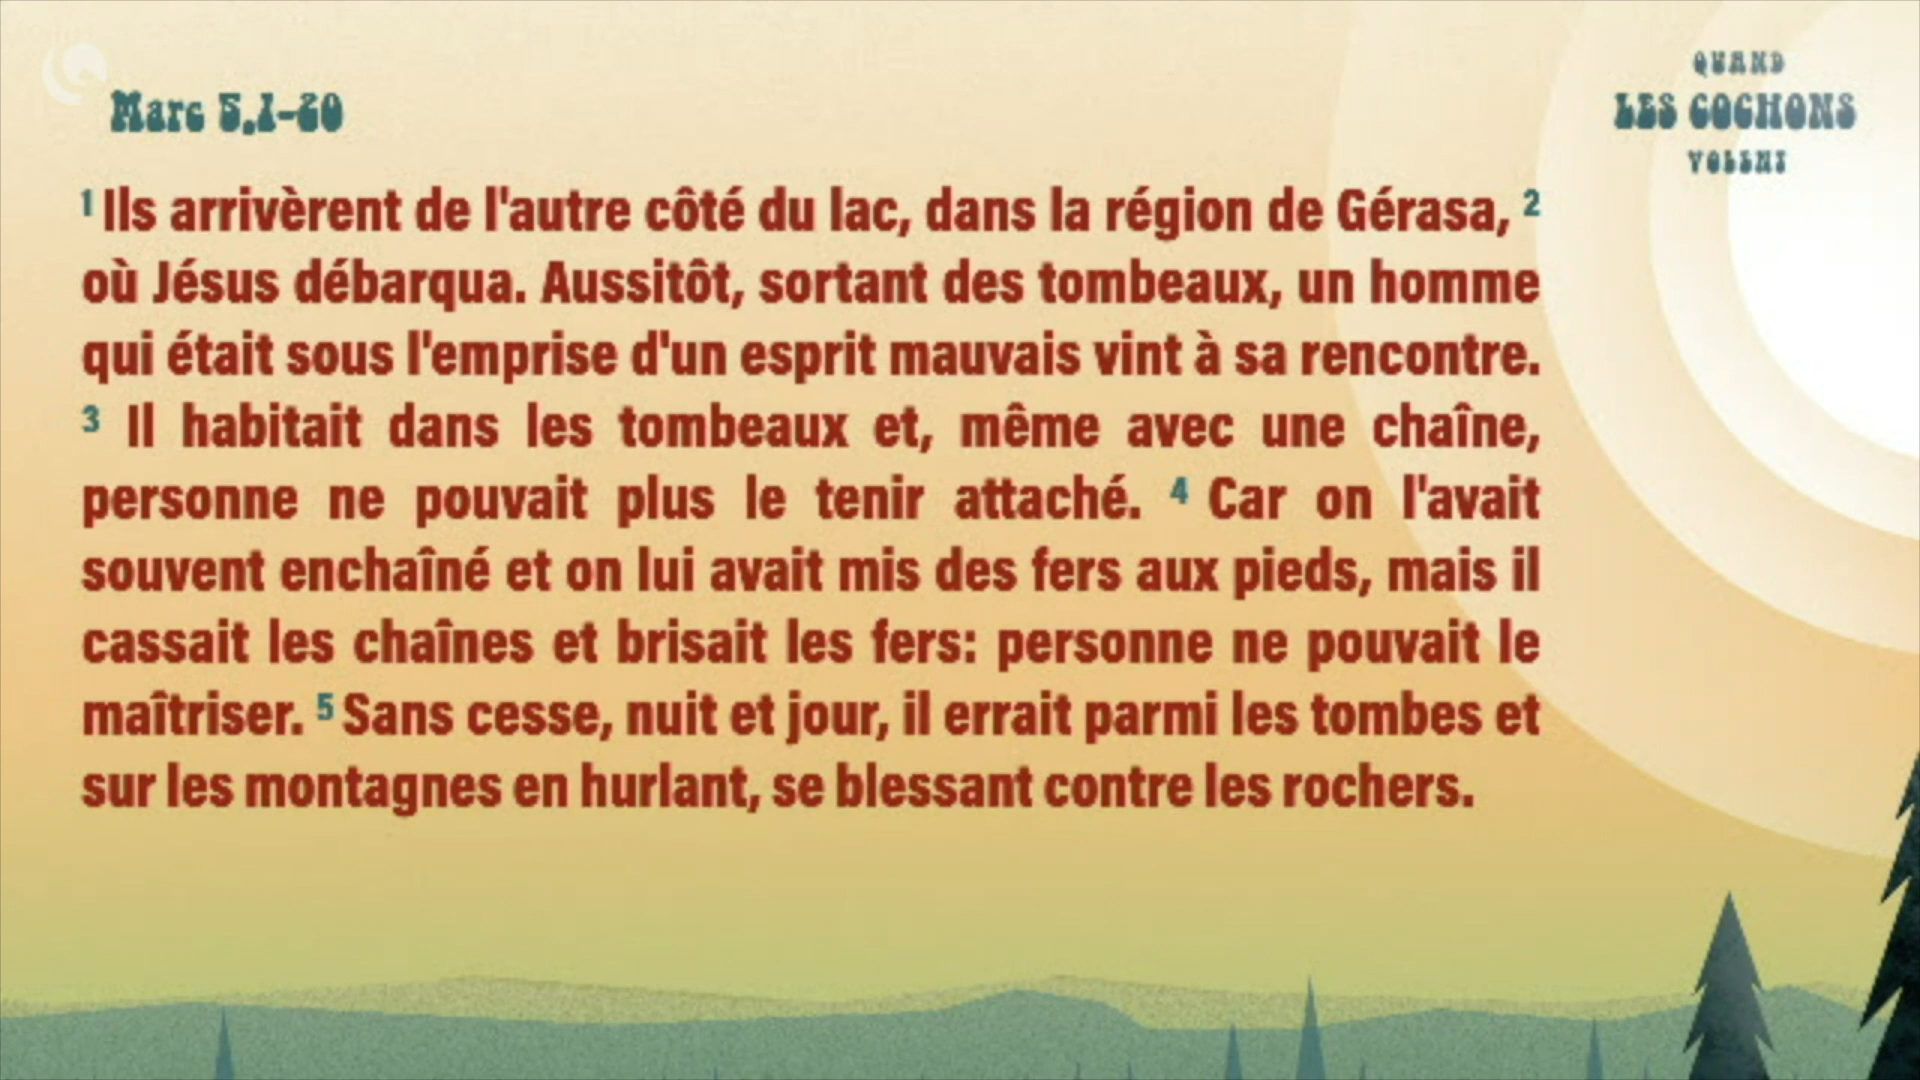 Marc 5.1-20
QUAND
LES COCHONS
VOLENT
1 Ils arrivèrent de l'autre côté du lac, dans la région de Gérasa, 2
où Jésus débarqua. Aussitôt, sortant des tombeaux, un homme
qui était sous l'emprise d'un esprit mauvais vint à sa rencontre.
3 Il habitait dans les tombeaux et, même avec une chaîne,
personne ne pouvait plus le tenir attaché. 4 Car on l'avait
souvent enchaîné et on lui avait mis des fers aux pieds, mais il
cassait les chaînes et brisait les fers: personne ne pouvait le
maîtriser. 5 Sans cesse, nuit et jour, il errait parmi les tombes et
sur les montagnes en hurlant, se blessant contre les rochers.